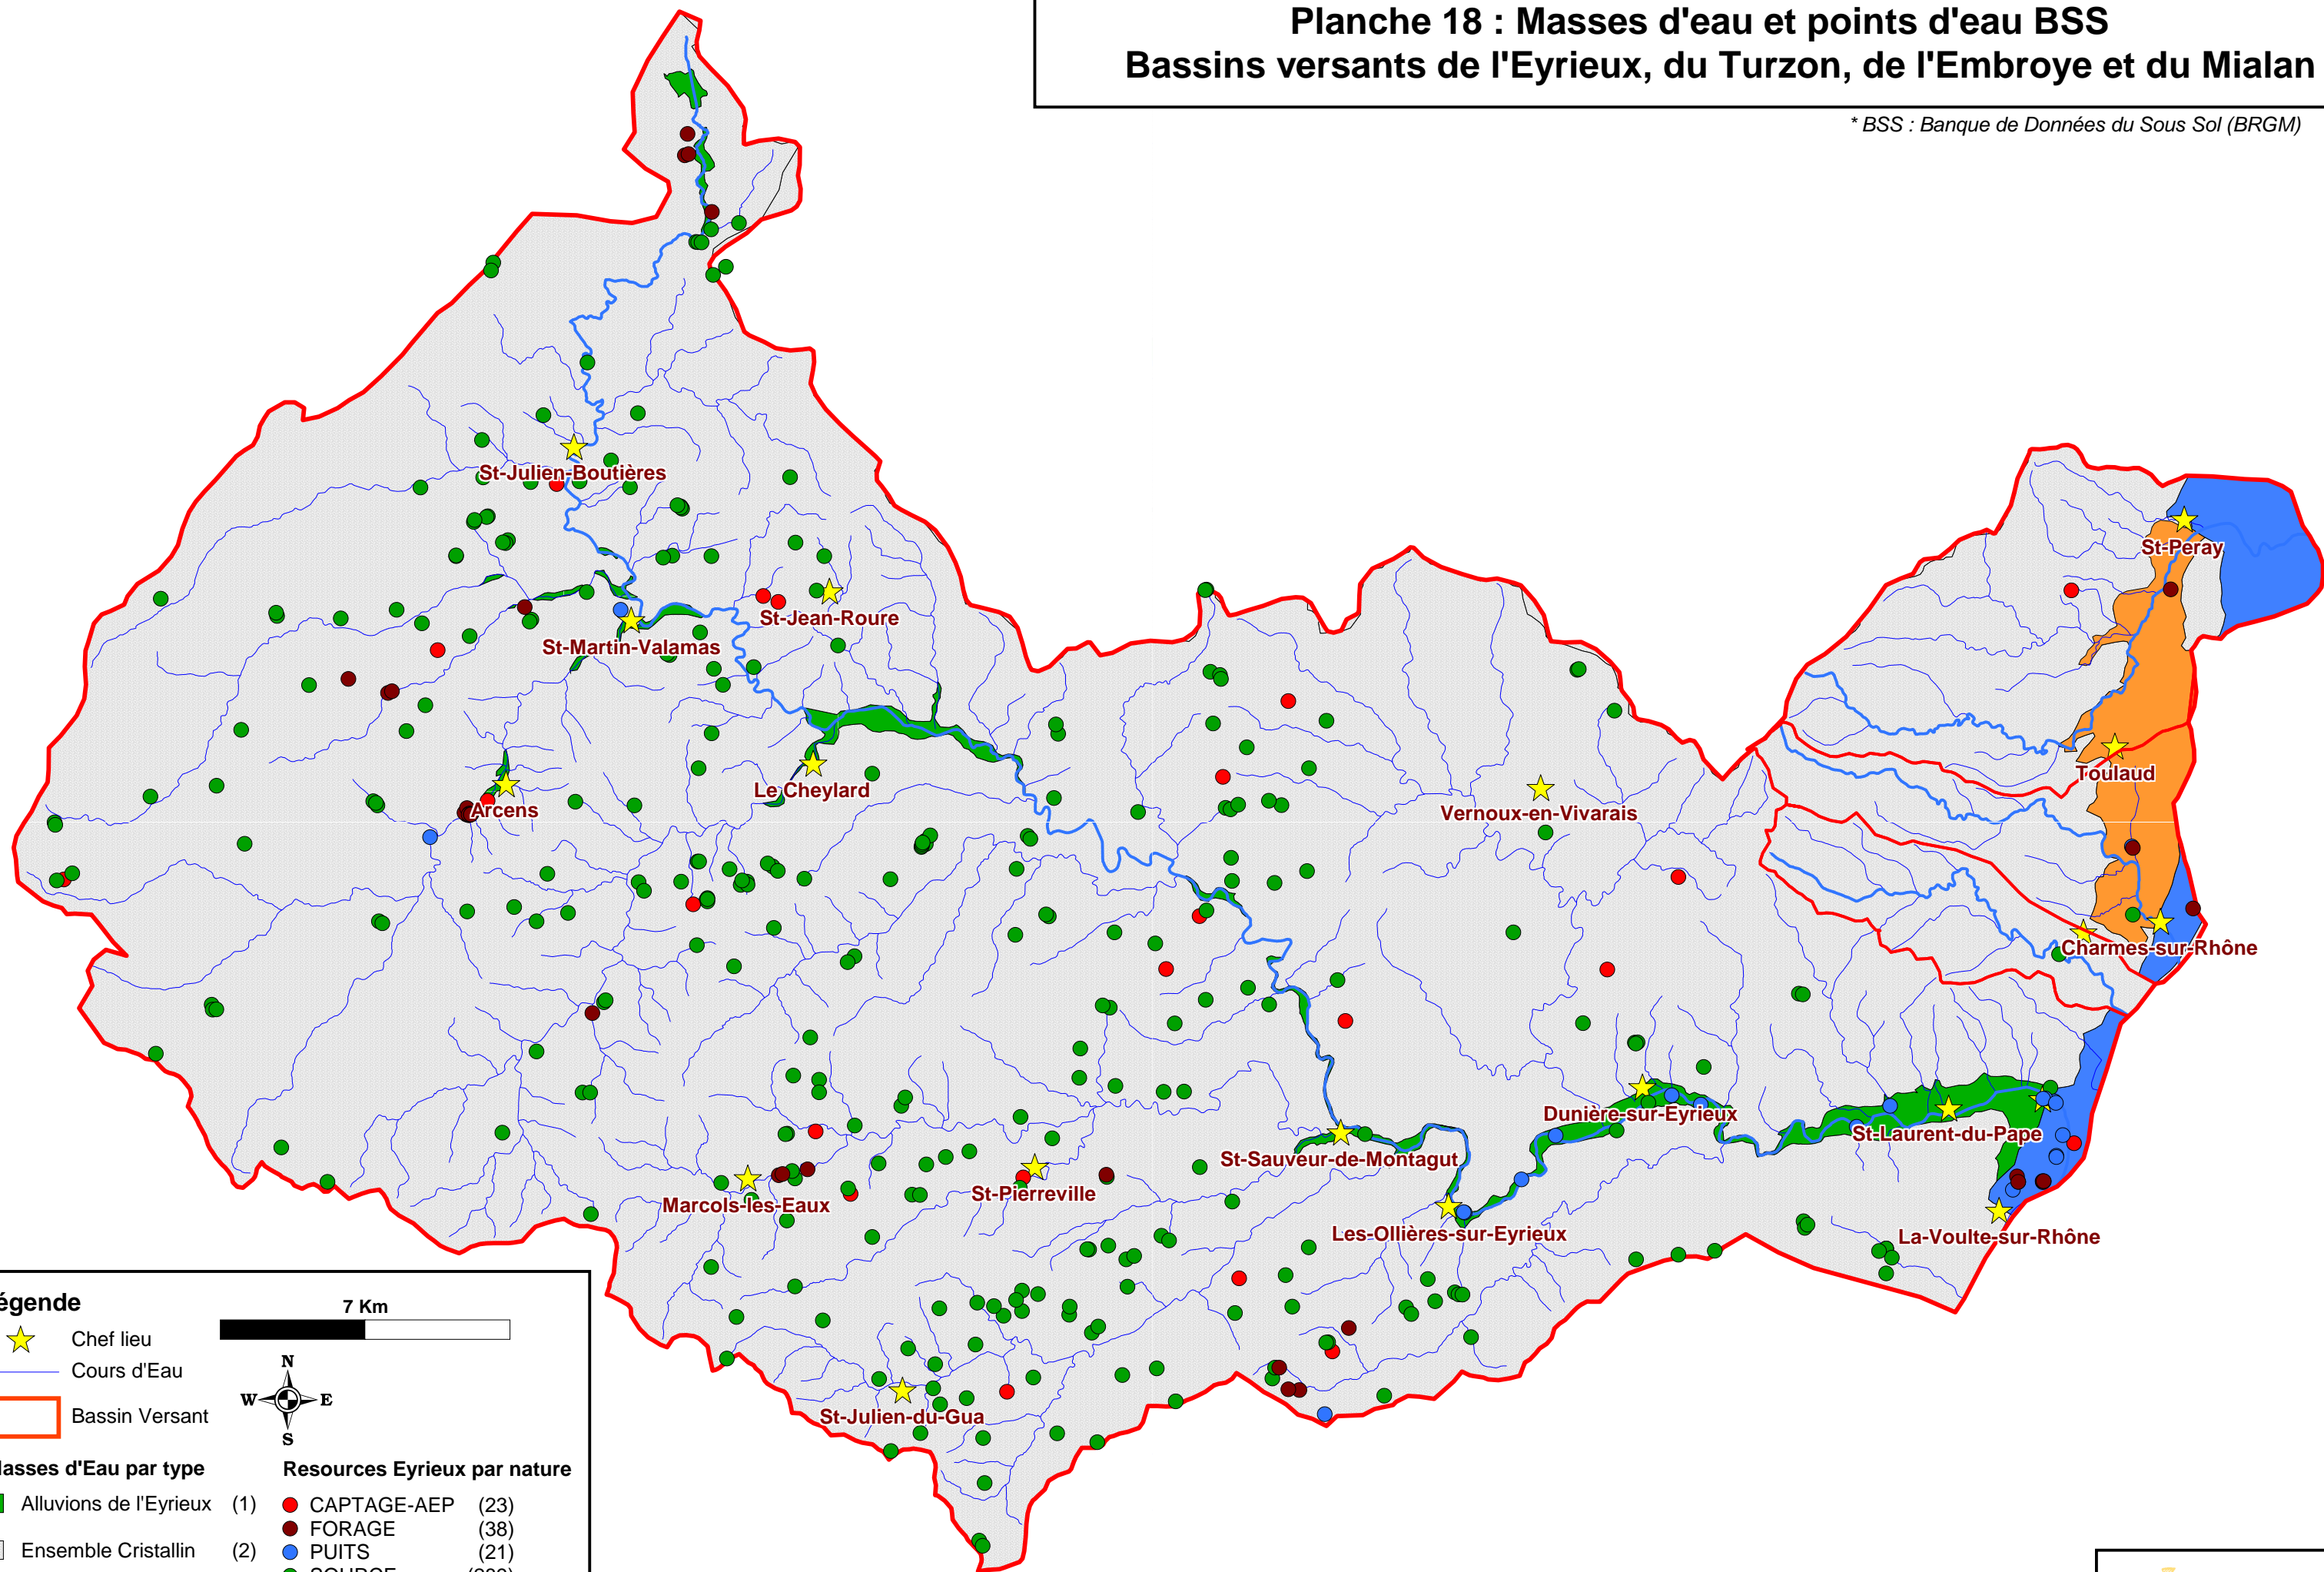 Planche 18 : Masses d'eau et points d'eau BSS
Bassins versants de l'Eyrieux, du Turzon, de l'Embroye et du Mialan
* BSS : Banque de Données du Sous Sol (BRGM)
St-Julien-Boutières
St-Peray
St-Jean-Roure
St-Martin-Valamas
Toulaud
Le Cheylard
Arcens
Vernoux-en-Vivarais
Charmes-sur-Rhône
Dunière-sur-Eyrieux
St-Laurent-du-Pape
St-Sauveur-de-Montagut
St-Pierreville
Marcols-les-Eaux
Les-Ollières-sur-Eyrieux
La-Voulte-sur-Rhône
St-Julien-du-Gua
égende
7 Km
Chef lieu
Cours d'Eau
Bassin Versant
N
W E
S
asses d'Eau par type
Resources Eyrieux par nature
Alluvions de l'Eyrieux (1)
CAPTAGE-AEP (23)
FORAGE (38)
Ensemble Cristallin (2)
PUITS (21)